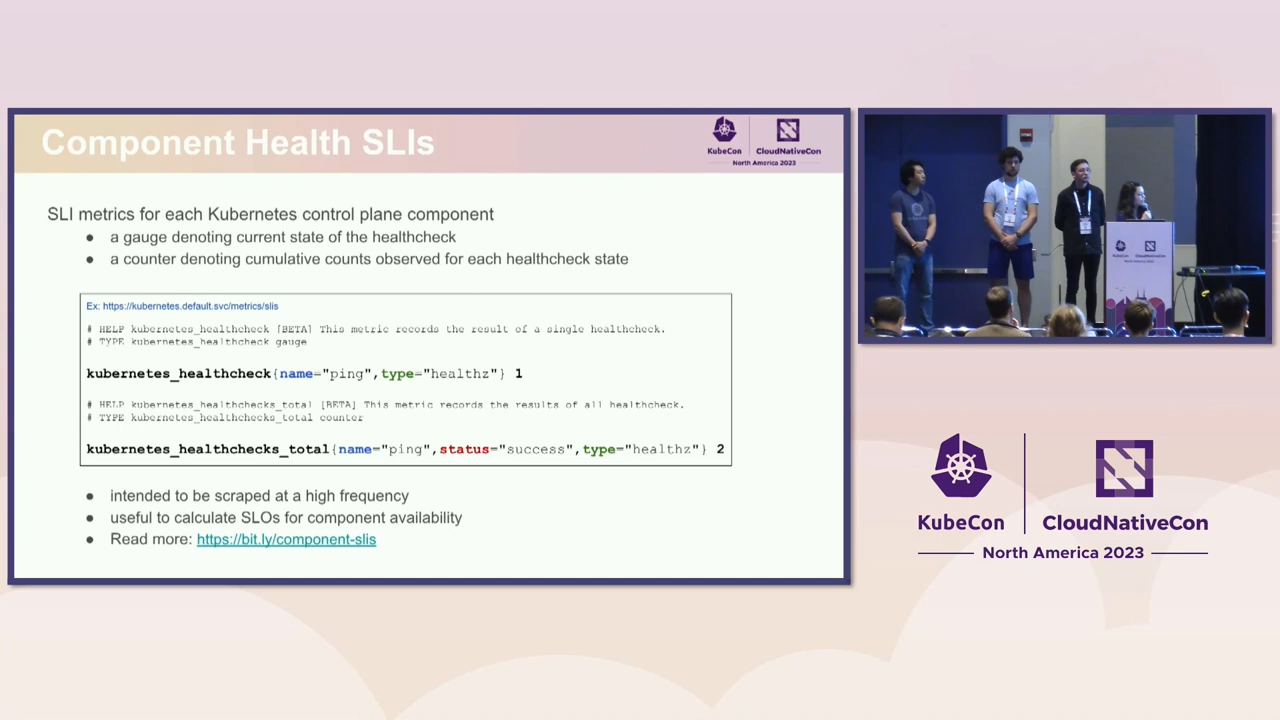 Component Health SLIs
KubeCon
CloudNativeCon
North America 2023
SLI metrics for each Kubernetes control plane component
● a gauge denoting current state of the healthcheck
● a counter denoting cumulative counts observed for each healthcheck state
Ex: https://kubernetes.default.svc/metrics/slis
# HELP kubernetes_healthcheck [BETA] This metric records the result of a single healthcheck.
# TYPE kubernetes_healthcheck gauge
kubernetes_healthcheck{name="ping",type="healthz"} 1
# HELP kubernetes_healthchecks_total [BETA] This metric records the results of all healthcheck.
# TYPE kubernetes_healthchecks_total counter
kubernetes_healthchecks_total{name="ping",status="success",type="healthz"} 2
● intended to be scraped at a high frequency
● useful to calculate SLOs for component availability
● Read more: https://bit.ly/component-slis
KubeCon
CloudNativeCon
KubeCon
CloudNativeCon
North America 2023